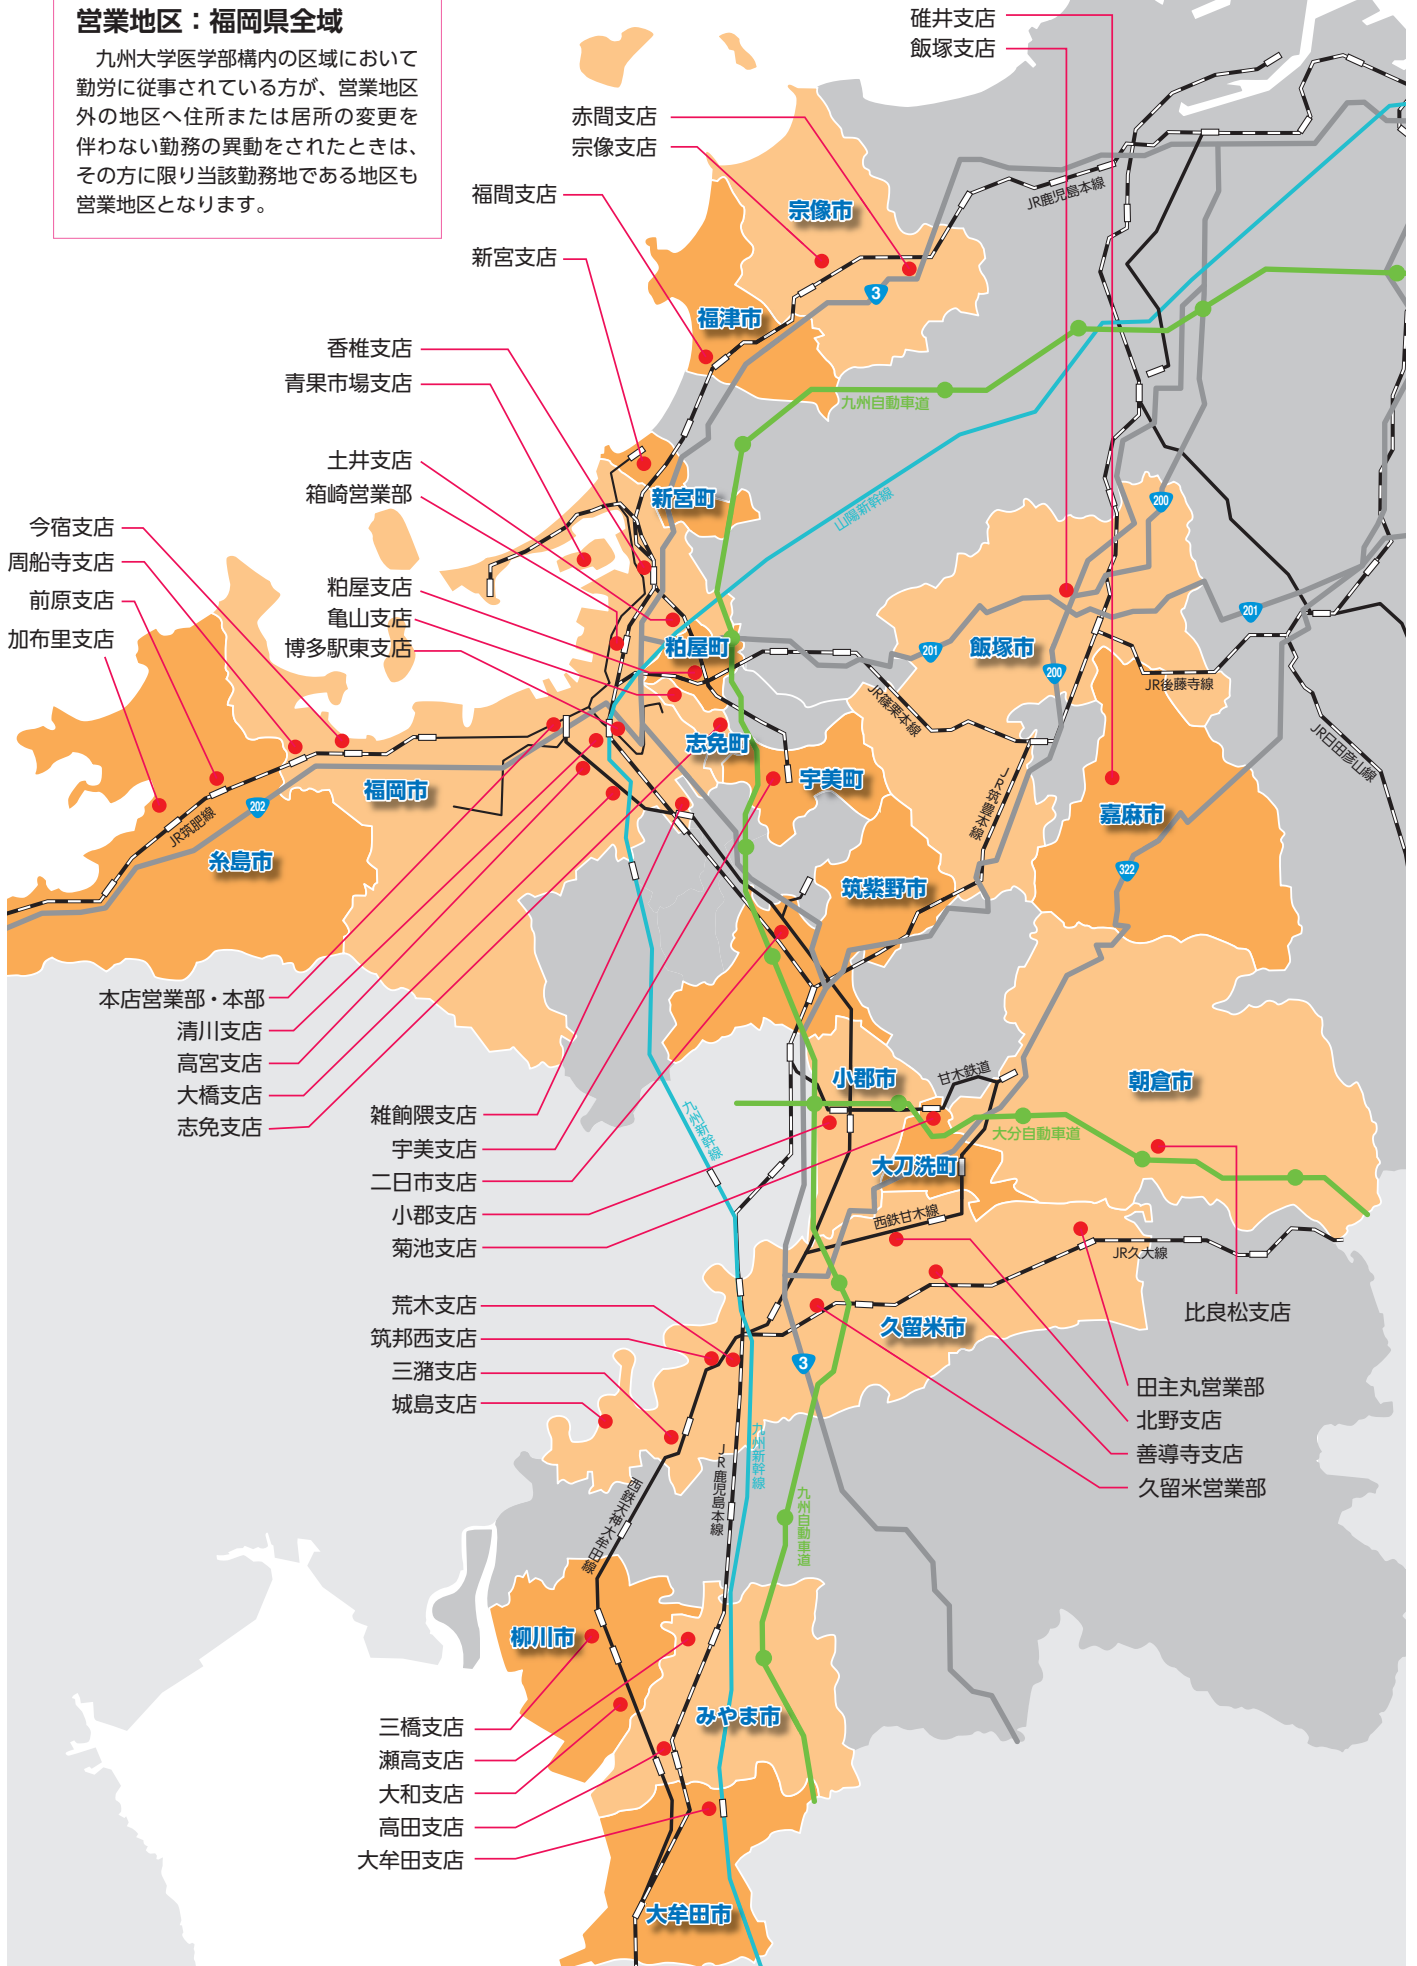 営業地区：福岡県全域
九州大学医学部構内の区域において
勤労に従事されている方が、営業地区
外の地区へ住所または居所の変更を
伴わない勤務の異動をされたときは、
その方に限り当該勤務地である地区も
営業地区となります。
碓井支店
飯塚支店
赤間支店
宗像支店
福間支店
新宮支店
香椎支店
青果市場支店
土井支店
箱崎営業部
今宿支店
周船寺支店
前原支店
加布里支店
粕屋支店
亀山支店
博多駅東支店
本店営業部・本部
清川支店
高宮支店
大橋支店
志免支店
雑餉隈支店
宇美支店
二日市支店
小郡支店
菊池支店
荒木支店
筑邦西支店
三潴支店
城島支店
比良松支店
田主丸営業部
北野支店
善導寺支店
久留米営業部
三橋支店
瀬高支店
大和支店
高田支店
大牟田支店
宗像市
福津市
新宮町
粕屋町
志免町
宇美町
福岡市
糸島市
飯塚市
嘉麻市
筑紫野市
小郡市
朝倉市
大刀洗町
久留米市
柳川市
みやま市
大牟田市
JR鹿児島本線
九州自動車道
山陽新幹線
JR後藤寺線
JR篠栗本線
JR日田彦山線
JR筑豊本線
JR筑肥線
甘木鉄道
大分自動車道
九州新幹線
西鉄甘木線
JR久大線
西鉄天神大牟田線
JR鹿児島本線
九州新幹線
九州自動車道
3
200
201
201
200
202
322
3